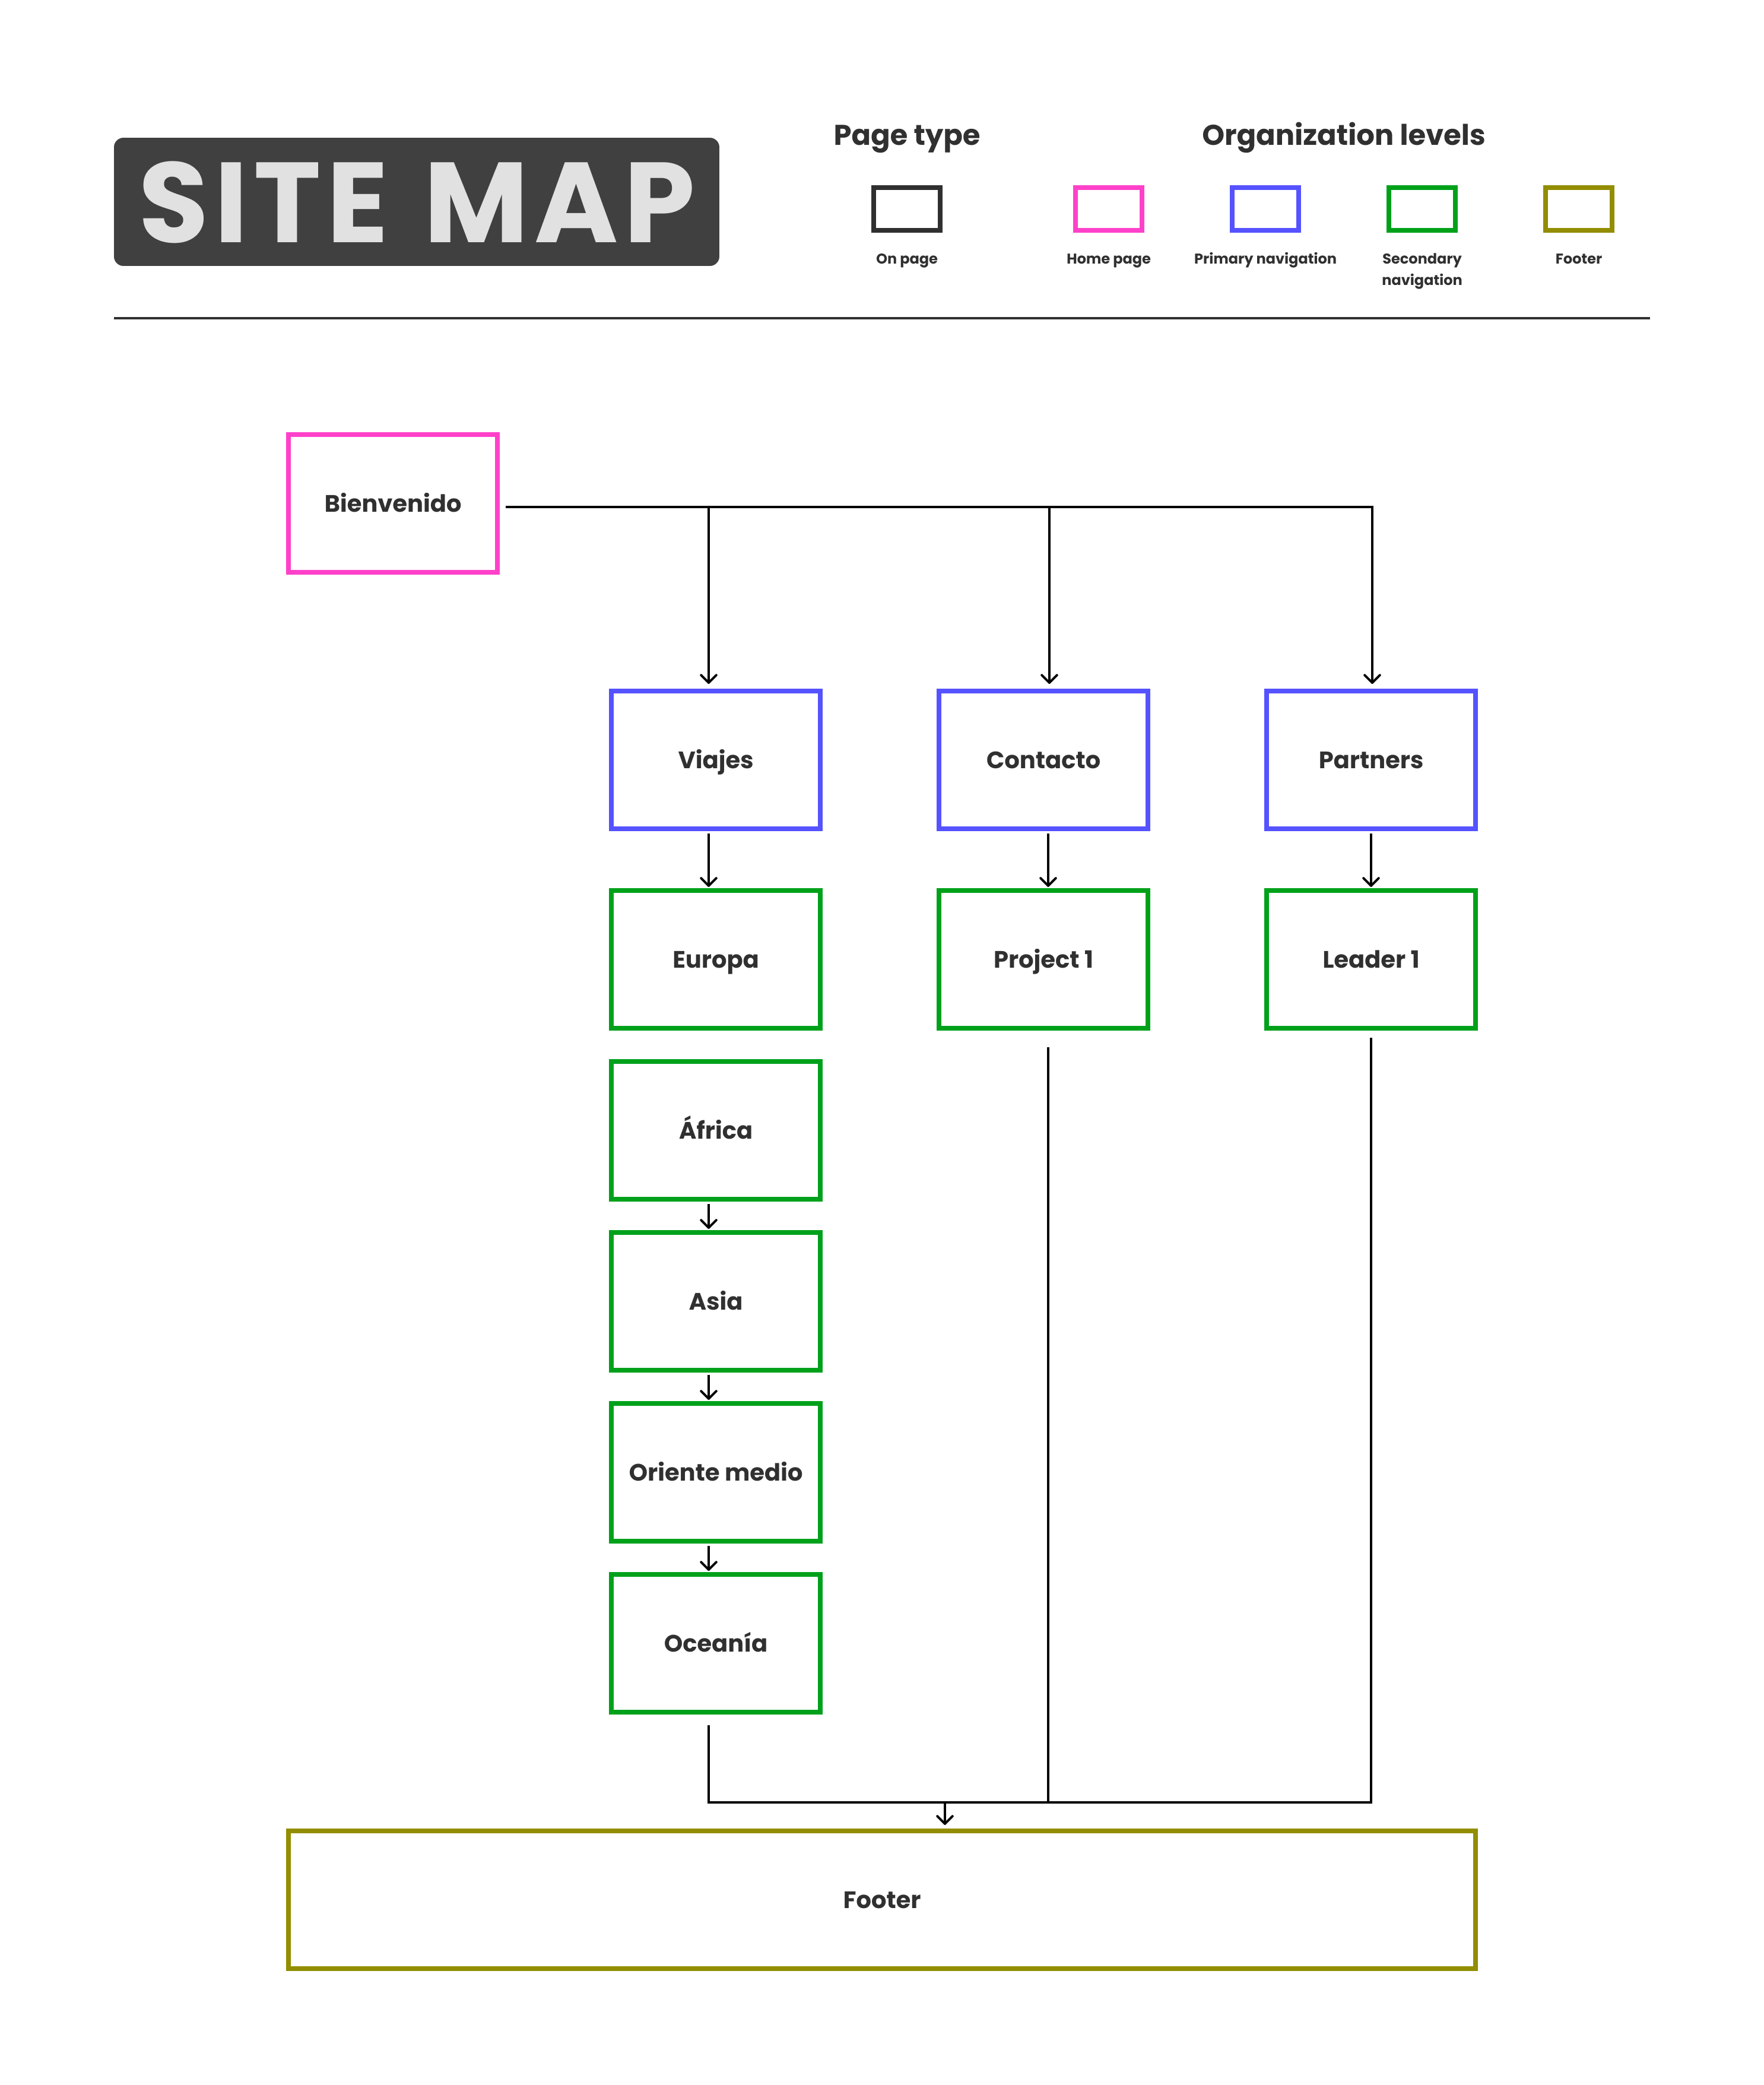 SITE MAP
Page type
Organization levels
On page
Home page
Primary navigation
Secondary
navigation
Footer
Bienvenido
Viajes
Contacto
Partners
Europa
Project 1
Leader 1
África
Asia
Oriente medio
Oceanía
Footer